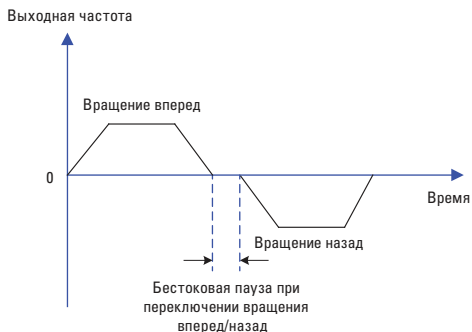 Выходная частота
Вращение вперед
0
Время
Вращение назад
Бестоковая пауза при
переключении вращения
вперед/назад